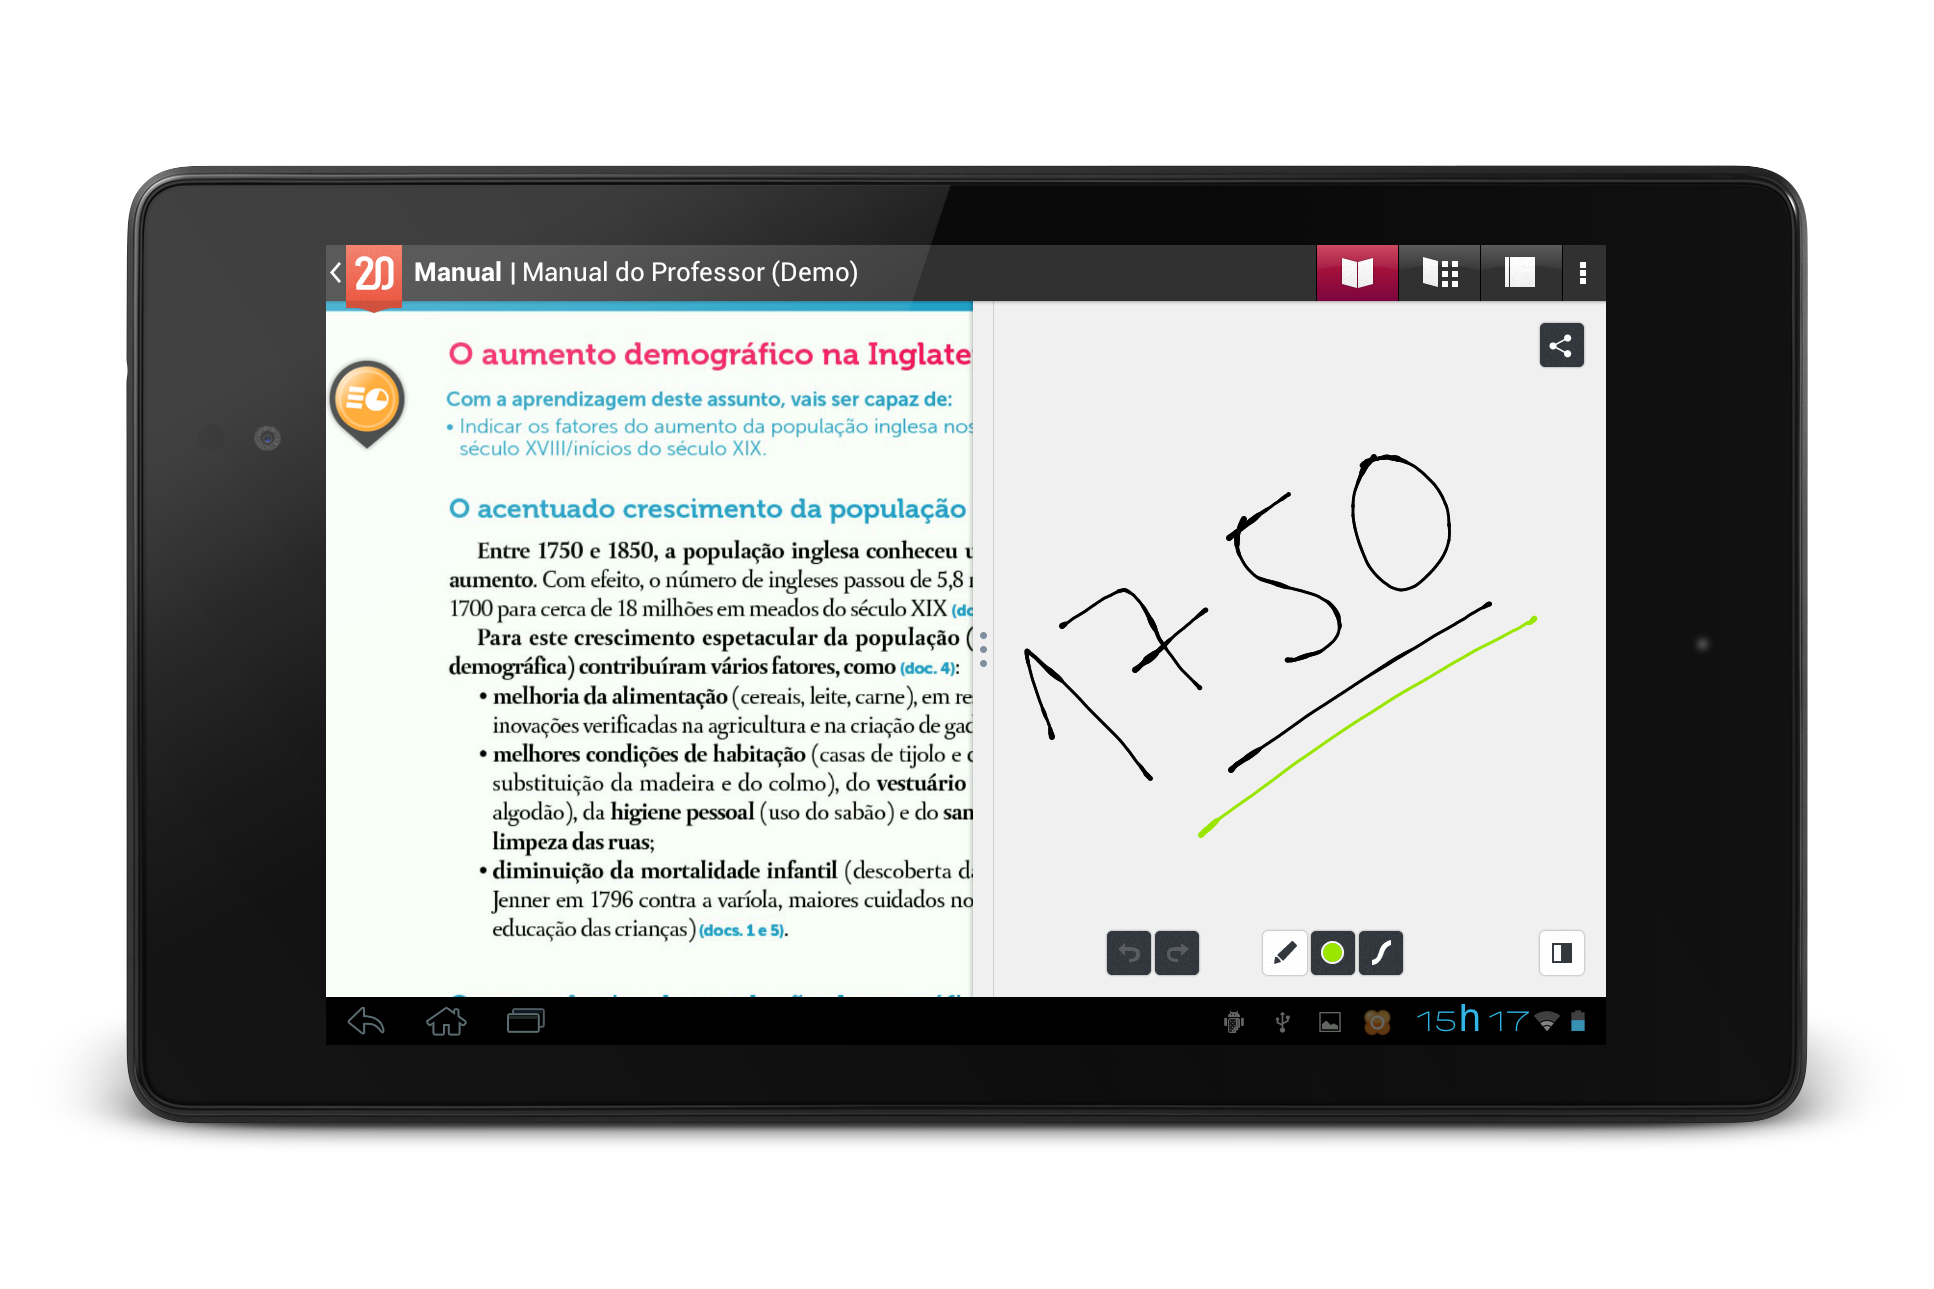 20 Manual | Manual do Professor (Demo)
O aumento demográfico na Inglate
Com a aprendizagem deste assunto, vais ser capaz de:
• Indicar os fatores do aumento da população inglesa nos
século XVIII/inícios do século XIX.
O acentuado crescimento da população
Entre 1750 e 1850, a população inglesa conheceu
aumento. Com efeito, o número de ingleses passou de 5,8
1700 para cerca de 18 milhões em meados do século XIX (do
Para este crescimento espetacular da população (
demográfica) contribuíram vários fatores, como (doc. 4):
• melhoria da alimentação (cereais, leite, carne), em re
inovações verificadas na agricultura e na criação de gad
• melhores condições de habitação (casas de tijolo e
substituição da madeira e do colmo), do vestuário
algodão), da higiene pessoal (uso do sabão) e do san
limpeza das ruas;
• diminuição da mortalidade infantil (descoberta da
Jenner em 1796 contra a varíola, maiores cuidados no
educação das crianças) (docs. 1 e 5).
1750
15h17